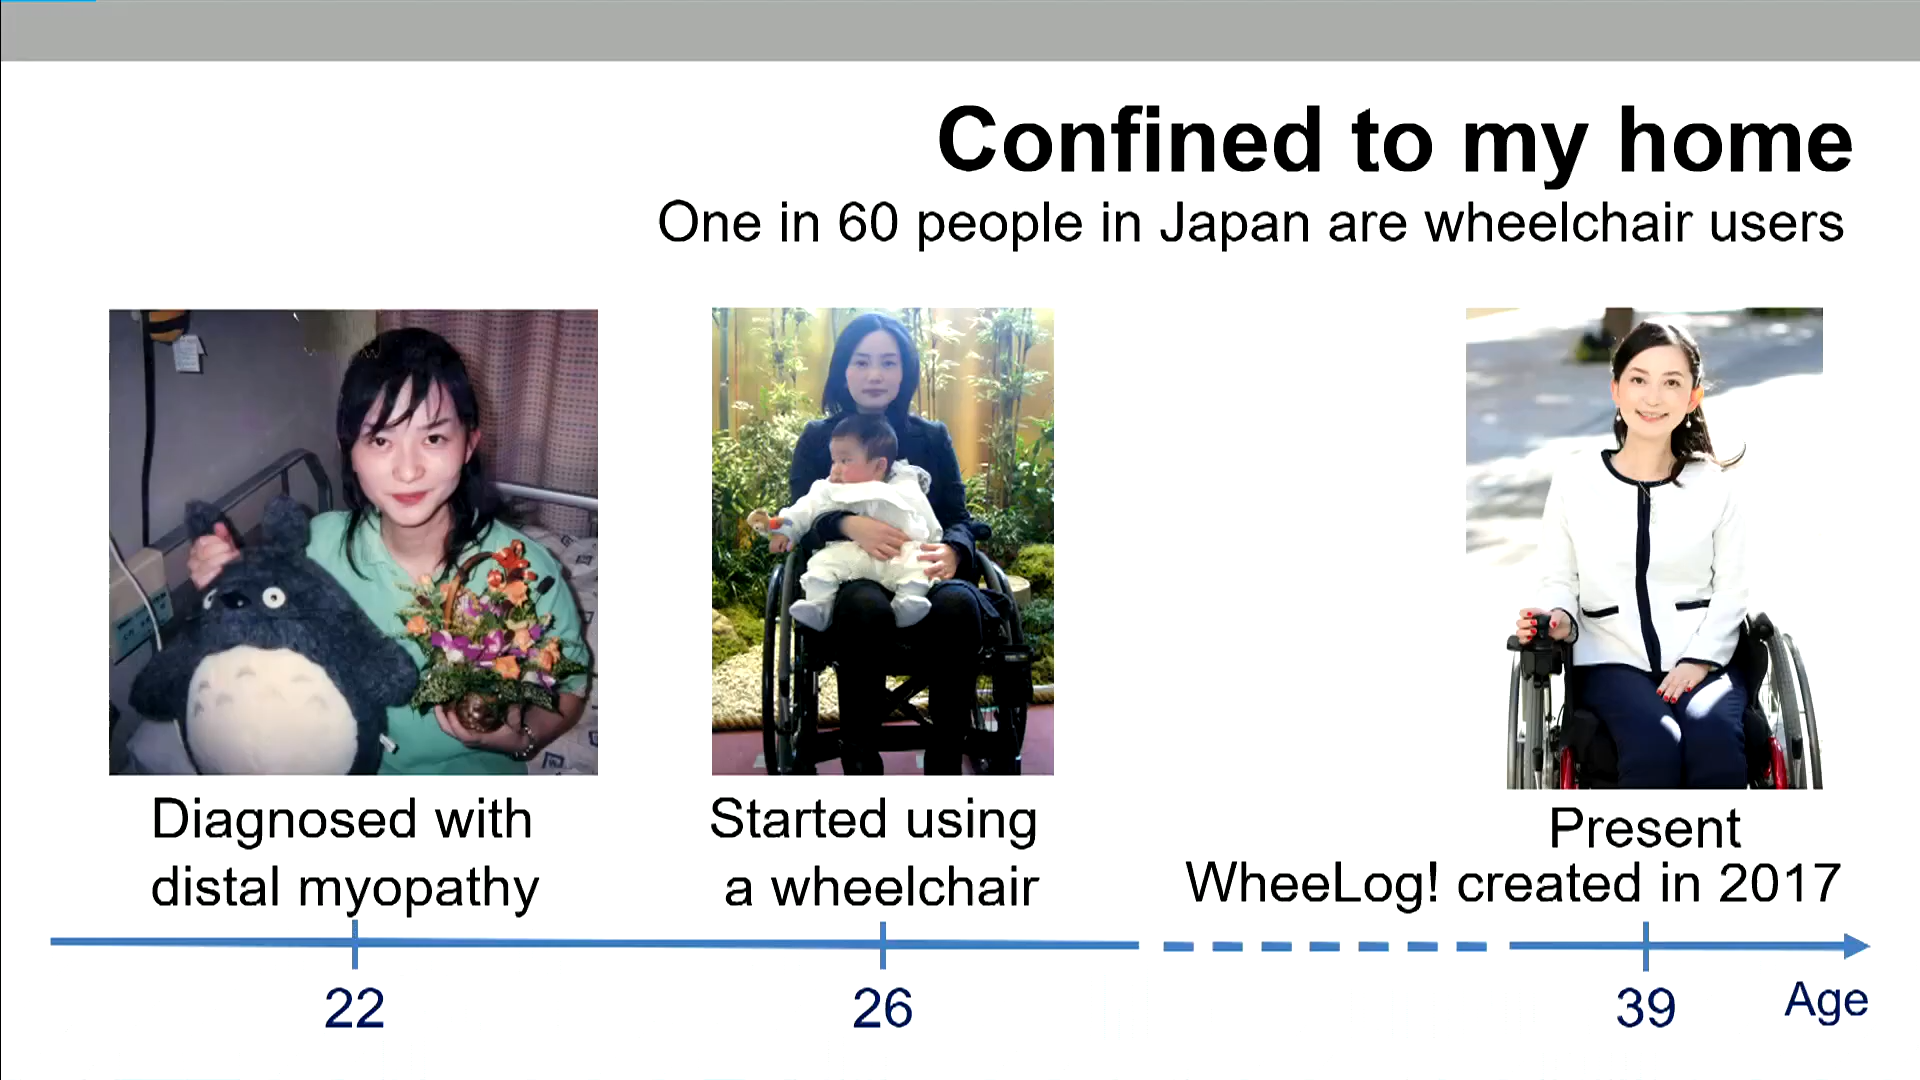 Confined to my home
One in 60 people in Japan are wheelchair users
Diagnosed with
distal myopathy
Started using
a wheelchair
Present
WheeLog! created in 2017
22
26
39
Age